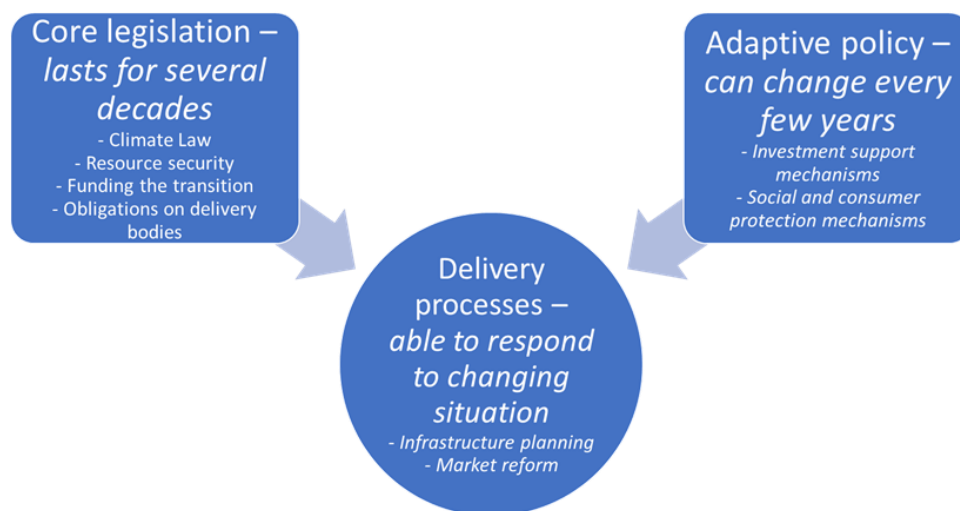 Core legislation –
lasts for several
decades
- Climate Law
- Resource security
- Funding the transition
- Obligations on delivery
bodies
Adaptive policy –
can change every
few years
- Investment support
mechanisms
- Social and consumer
protection mechanisms
Delivery
processes –
able to respond
to changing
situation
- Infrastructure planning
- Market reform